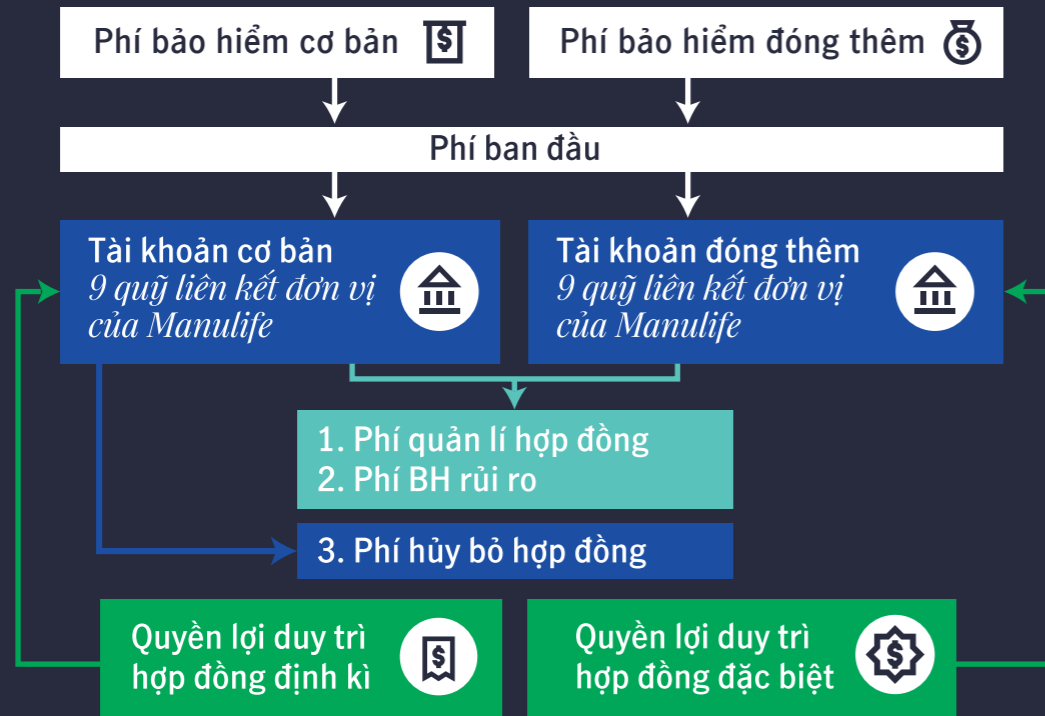 Phí bảo hiểm cơ bản
Phí bảo hiểm đóng thêm
Phí ban đầu
Tài khoản cơ bản
9 quỹ liên kết đơn vị
của Manulife
Tài khoản đóng thêm
9 quỹ liên kết đơn vị
của Manulife
1. Phí quản lí hợp đồng
2. Phí BH rủi ro
3. Phí hủy bỏ hợp đồng
Quyền lợi duy trì
hợp đồng định kì
Quyền lợi duy trì
hợp đồng đặc biệt